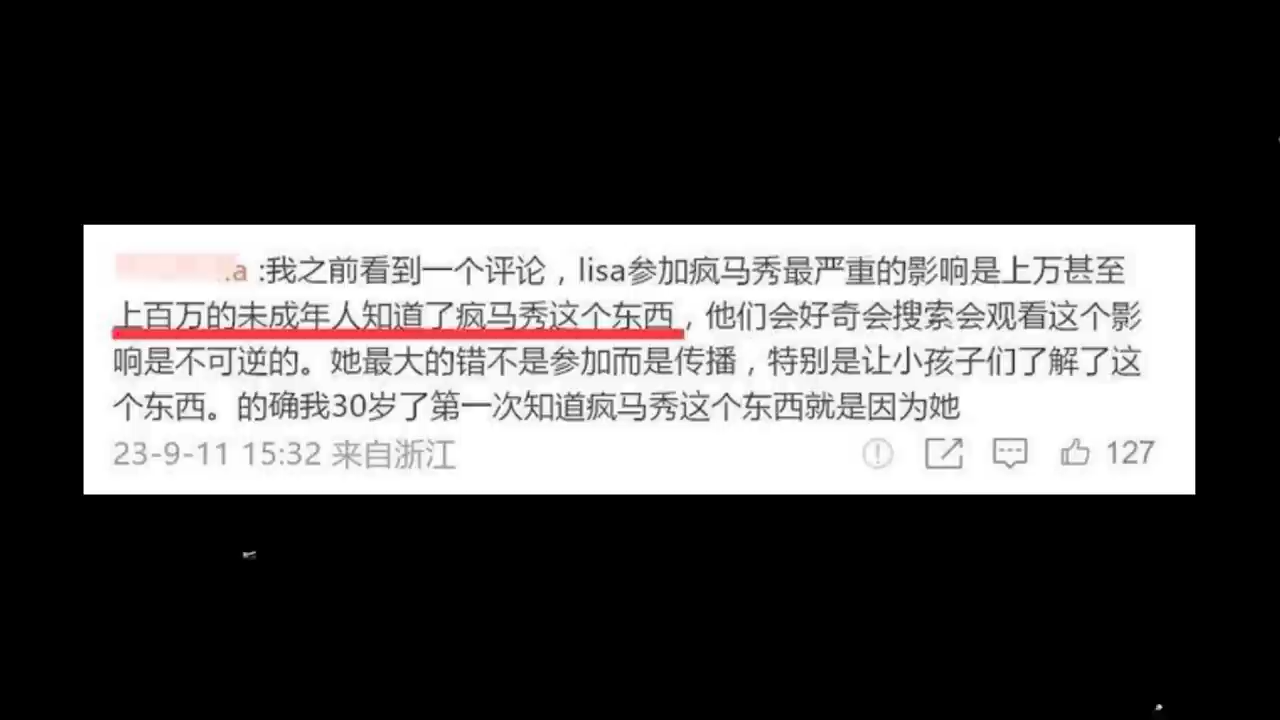 .a :我之前看到一个评论，lisa参加疯马秀最严重的影响是上万甚至
上百万的未成年人知道了疯马秀这个东西，他们会好奇会搜索会观看这个影
响是不可逆的。她最大的错不是参加而是传播，特别是让小孩子们了解了这
个东西。的确我30岁了第一次知道疯马秀这个东西就是因为她
23-9-11 15:32 来自浙江 127